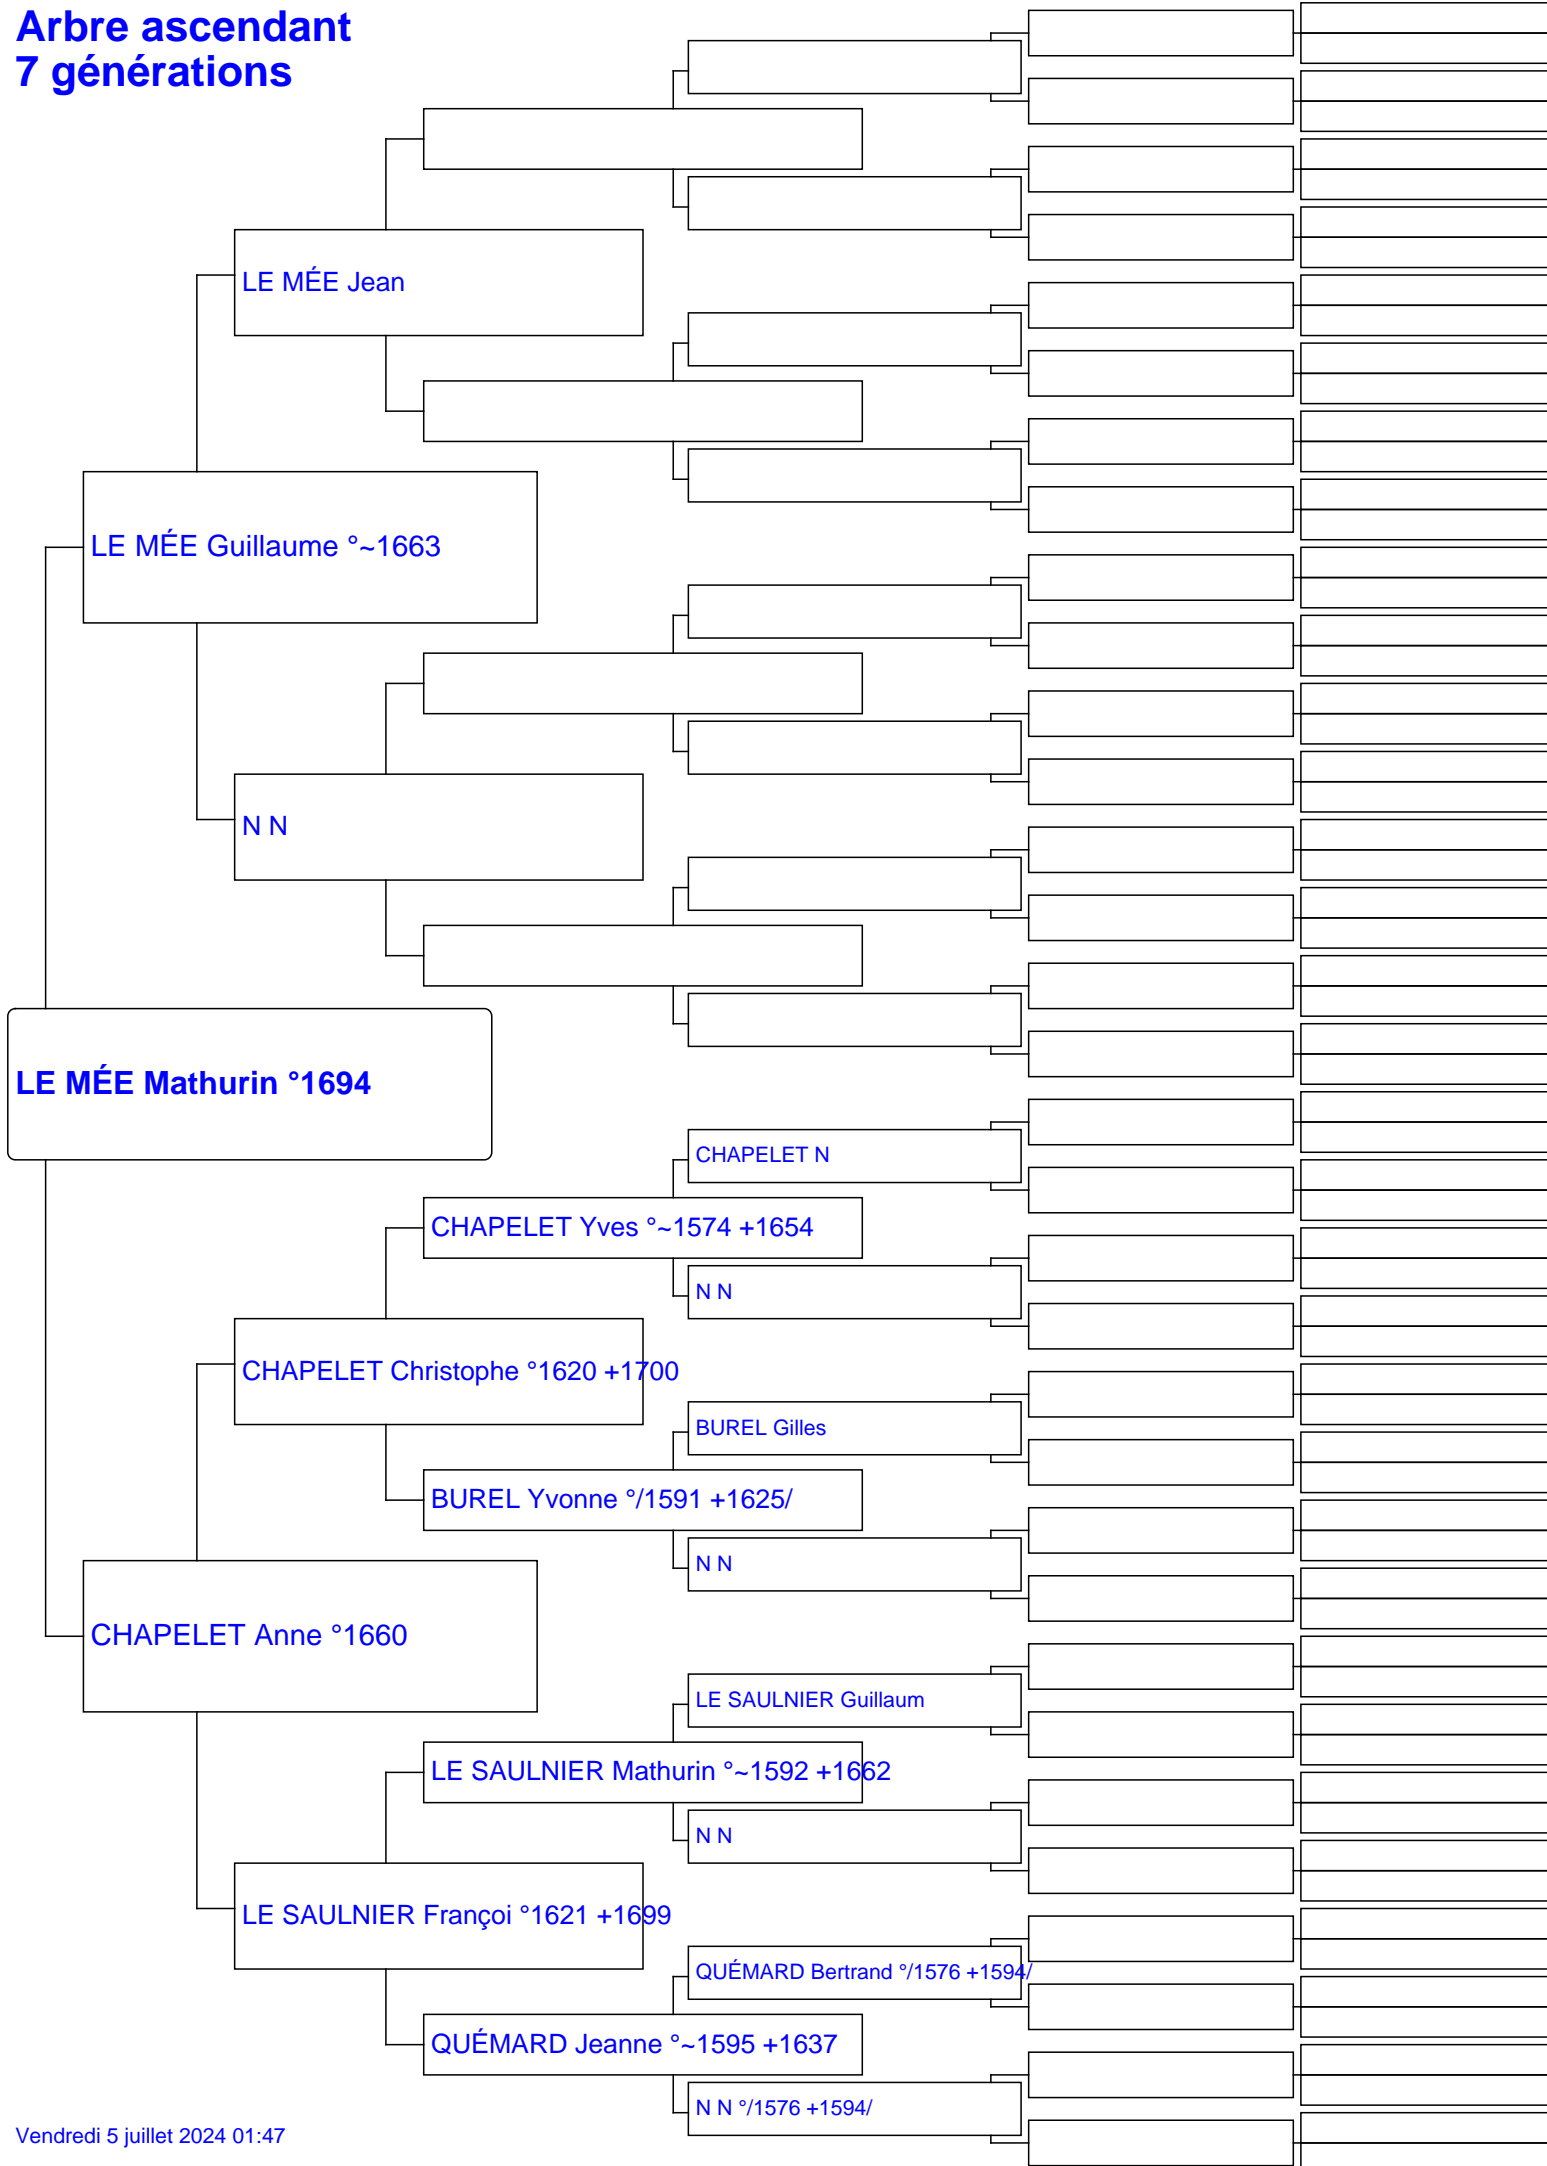 Arbre ascendant
7 générations
LE MÉE Jean
LE MÉE Guillaume °~1663
N N
LE MÉE Mathurin °1694
CHAPELET N
CHAPELET Yves °~1574 +1654
N N
CHAPELET Christophe °1620 +1700
BUREL Gilles
BUREL Yvonne °/1591 +1625/
N N
CHAPELET Anne °1660
LE SAULNIER Guillaum
LE SAULNIER Mathurin °~1592 +1662
N N
LE SAULNIER Françoi °1621 +1699
QUÉMARD Bertrand °/1576 +1594/
QUÉMARD Jeanne °~1595 +1637
N N °/1576 +1594/
Vendredi 5 juillet 2024 01:47